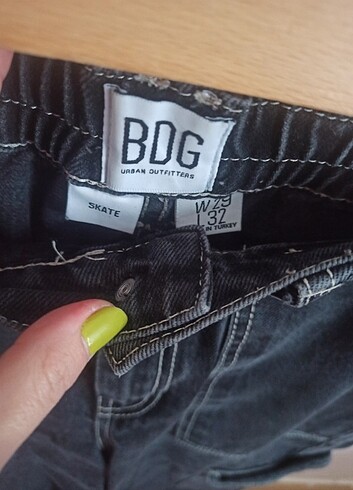 BDG
URBAN OUTFITTERS
SKATE
W29
L32
IN TURKEY